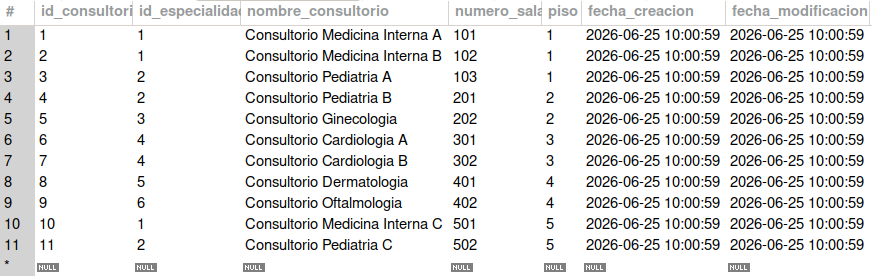 # id_consultori id_especialidad nombre_consultorio numero_sala piso fecha_creacion fecha_modificacion
1 1 1 Consultorio Medicina Interna A 101 1 2026-06-25 10:00:59 2026-06-25 10:00:59
2 2 1 Consultorio Medicina Interna B 102 1 2026-06-25 10:00:59 2026-06-25 10:00:59
3 3 2 Consultorio Pediatria A 103 1 2026-06-25 10:00:59 2026-06-25 10:00:59
4 4 2 Consultorio Pediatria B 201 2 2026-06-25 10:00:59 2026-06-25 10:00:59
5 5 3 Consultorio Ginecologia 202 2 2026-06-25 10:00:59 2026-06-25 10:00:59
6 6 4 Consultorio Cardiologia A 301 3 2026-06-25 10:00:59 2026-06-25 10:00:59
7 7 4 Consultorio Cardiologia B 302 3 2026-06-25 10:00:59 2026-06-25 10:00:59
8 8 5 Consultorio Dermatologia 401 4 2026-06-25 10:00:59 2026-06-25 10:00:59
9 9 6 Consultorio Oftalmologia 402 4 2026-06-25 10:00:59 2026-06-25 10:00:59
10 10 1 Consultorio Medicina Interna C 501 5 2026-06-25 10:00:59 2026-06-25 10:00:59
11 11 2 Consultorio Pediatria C 502 5 2026-06-25 10:00:59 2026-06-25 10:00:59
* NULL NULL NULL NULL NULL NULL NULL